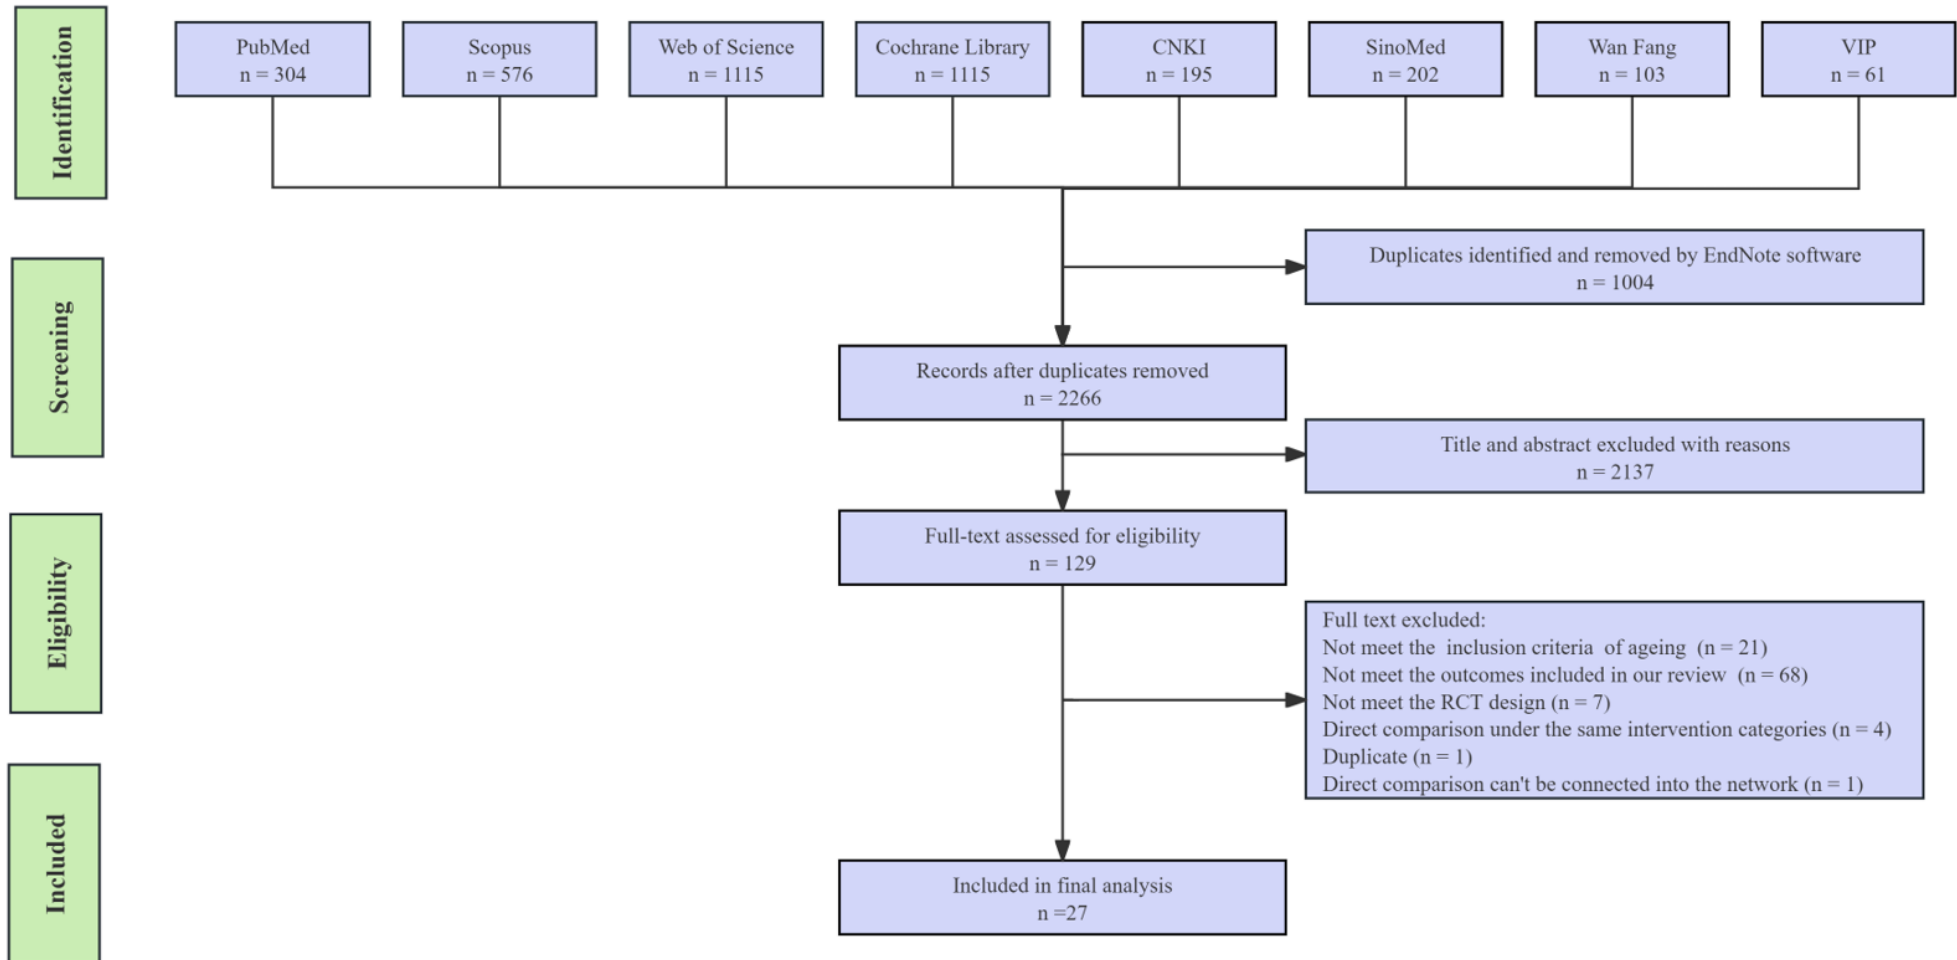 Identification
PubMed
n = 304
Scopus
n = 576
Web of Science
n = 1115
Cochrane Library
n = 1115
CNKI
n = 195
SinoMed
n = 202
Wan Fang
n = 103
VIP
n = 61
Screening
Duplicates identified and removed by EndNote software
n = 1004
Records after duplicates removed
n = 2266
Title and abstract excluded with reasons
n = 2137
Eligibility
Full-text assessed for eligibility
n = 129
Full text excluded:
Not meet the inclusion criteria of ageing (n = 21)
Not meet the outcomes included in our review (n = 68)
Not meet the RCT design (n = 7)
Direct comparison under the same intervention categories (n = 4)
Duplicate (n = 1)
Direct comparison can't be connected into the network (n = 1)
Included
Included in final analysis
n =27